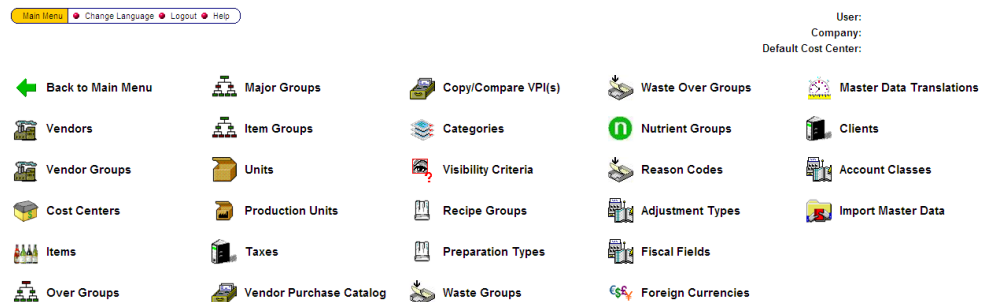 Main Menu Change Language Logout Help
User:
Company:
Default Cost Center:
Back to Main Menu Major Groups Copy/Compare VPI(s) Waste Over Groups Master Data Translations
Vendors Item Groups Categories Nutrient Groups Clients
Vendor Groups Units Visibility Criteria Reason Codes Account Classes
Cost Centers Production Units Recipe Groups Adjustment Types Import Master Data
Items Taxes Preparation Types Fiscal Fields
Over Groups Vendor Purchase Catalog Waste Groups Foreign Currencies